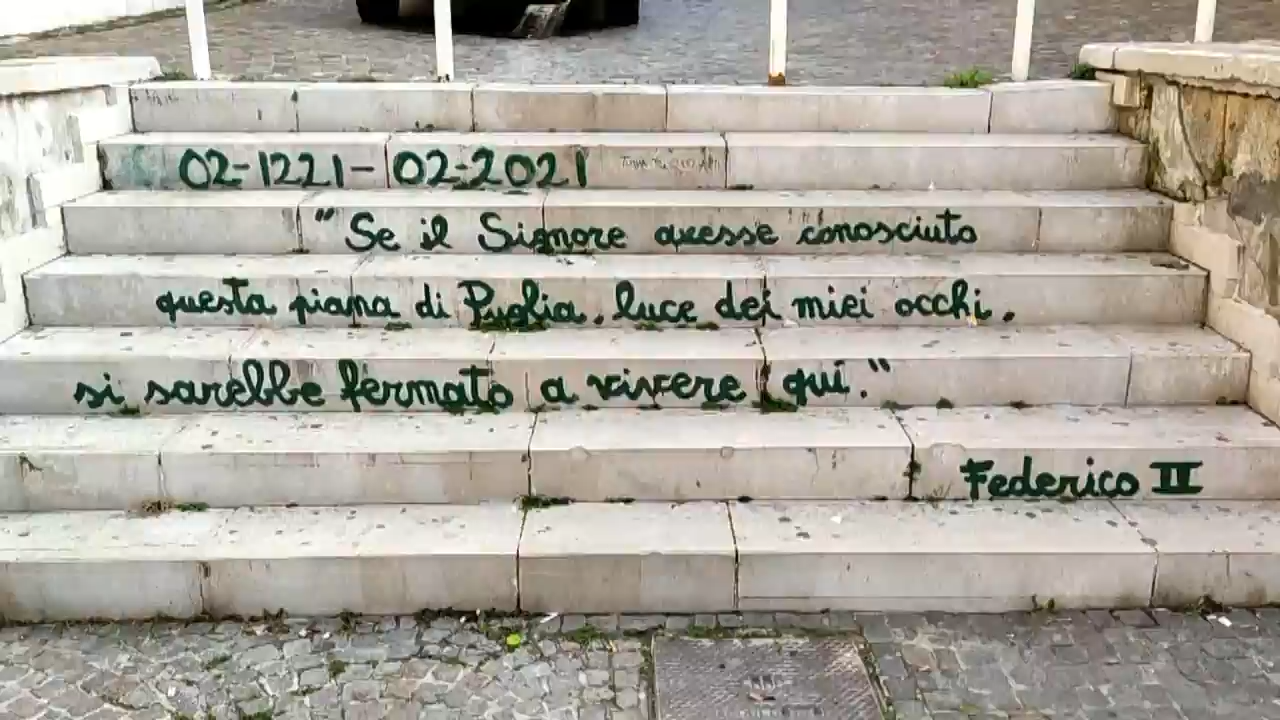 02-1221-02-2021
"Se il Signore avesse conosciuto
questa piana di Puglia, luce dei miei occhi,
si sarebbe fermato a vivere qui."
Federico II